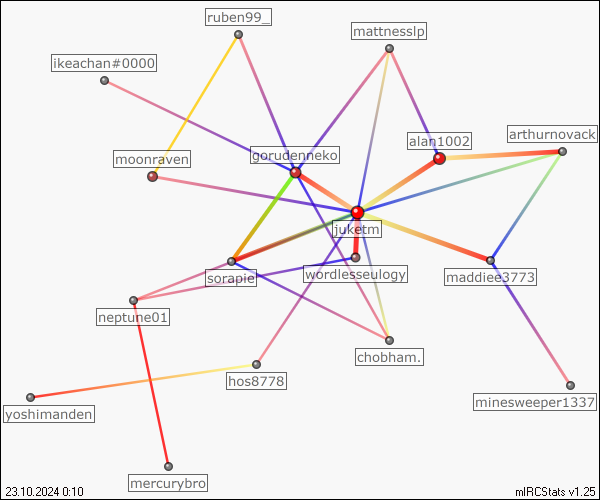 ruben99_
mattnesslp
ikeachan#0000
arthurnovack
alan1002
gorudenneko
moonraven
juketm
sorapie
wordlesseulogy
maddiee3773
neptune01
chobham.
hos8778
minesweeper1337
yoshimanden
mercurybro
23.10.2024 0:10
mIRCStats v1.25